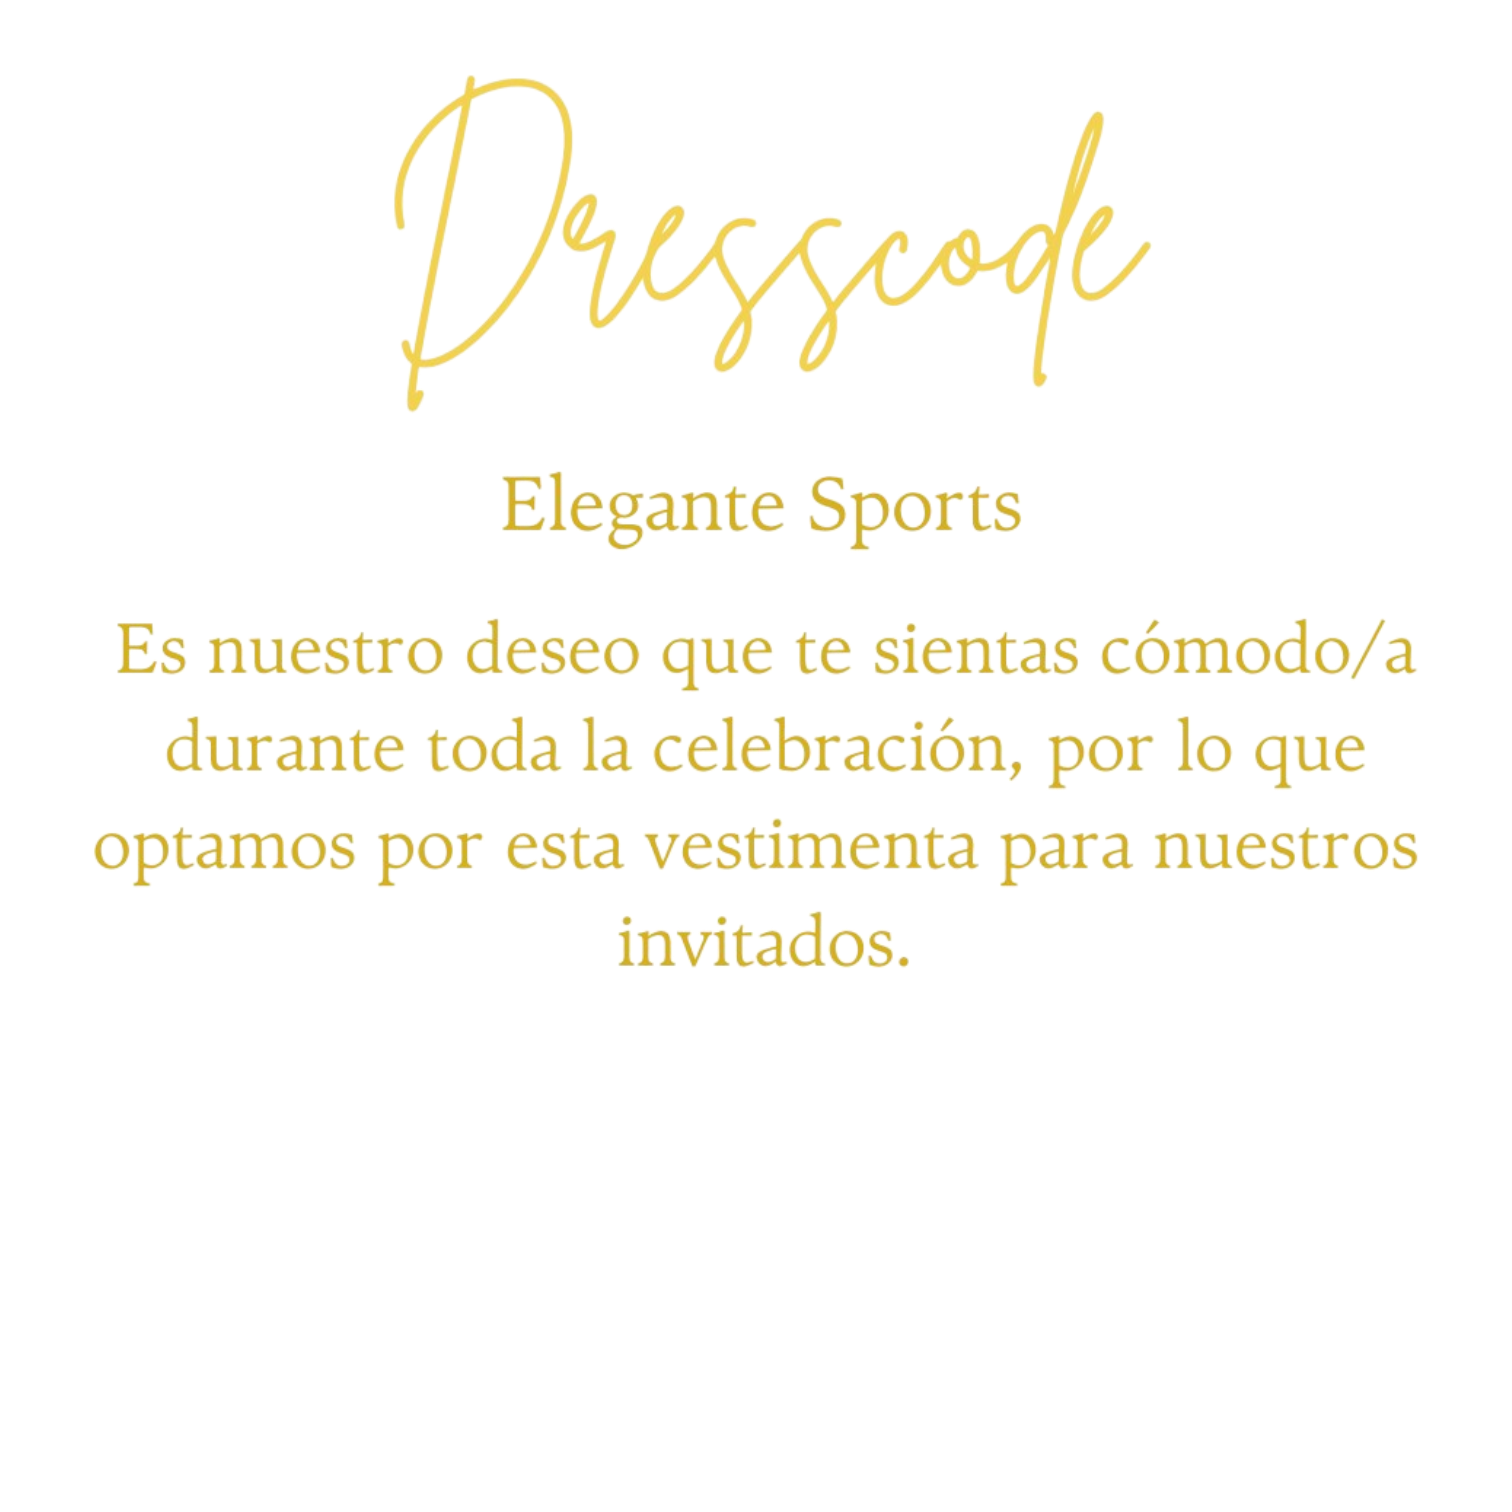 Dresscode
Elegante Sports
Es nuestro deseo que te sientas cómodo/a
durante toda la celebración, por lo que
optamos por esta vestimenta para nuestros
invitados.